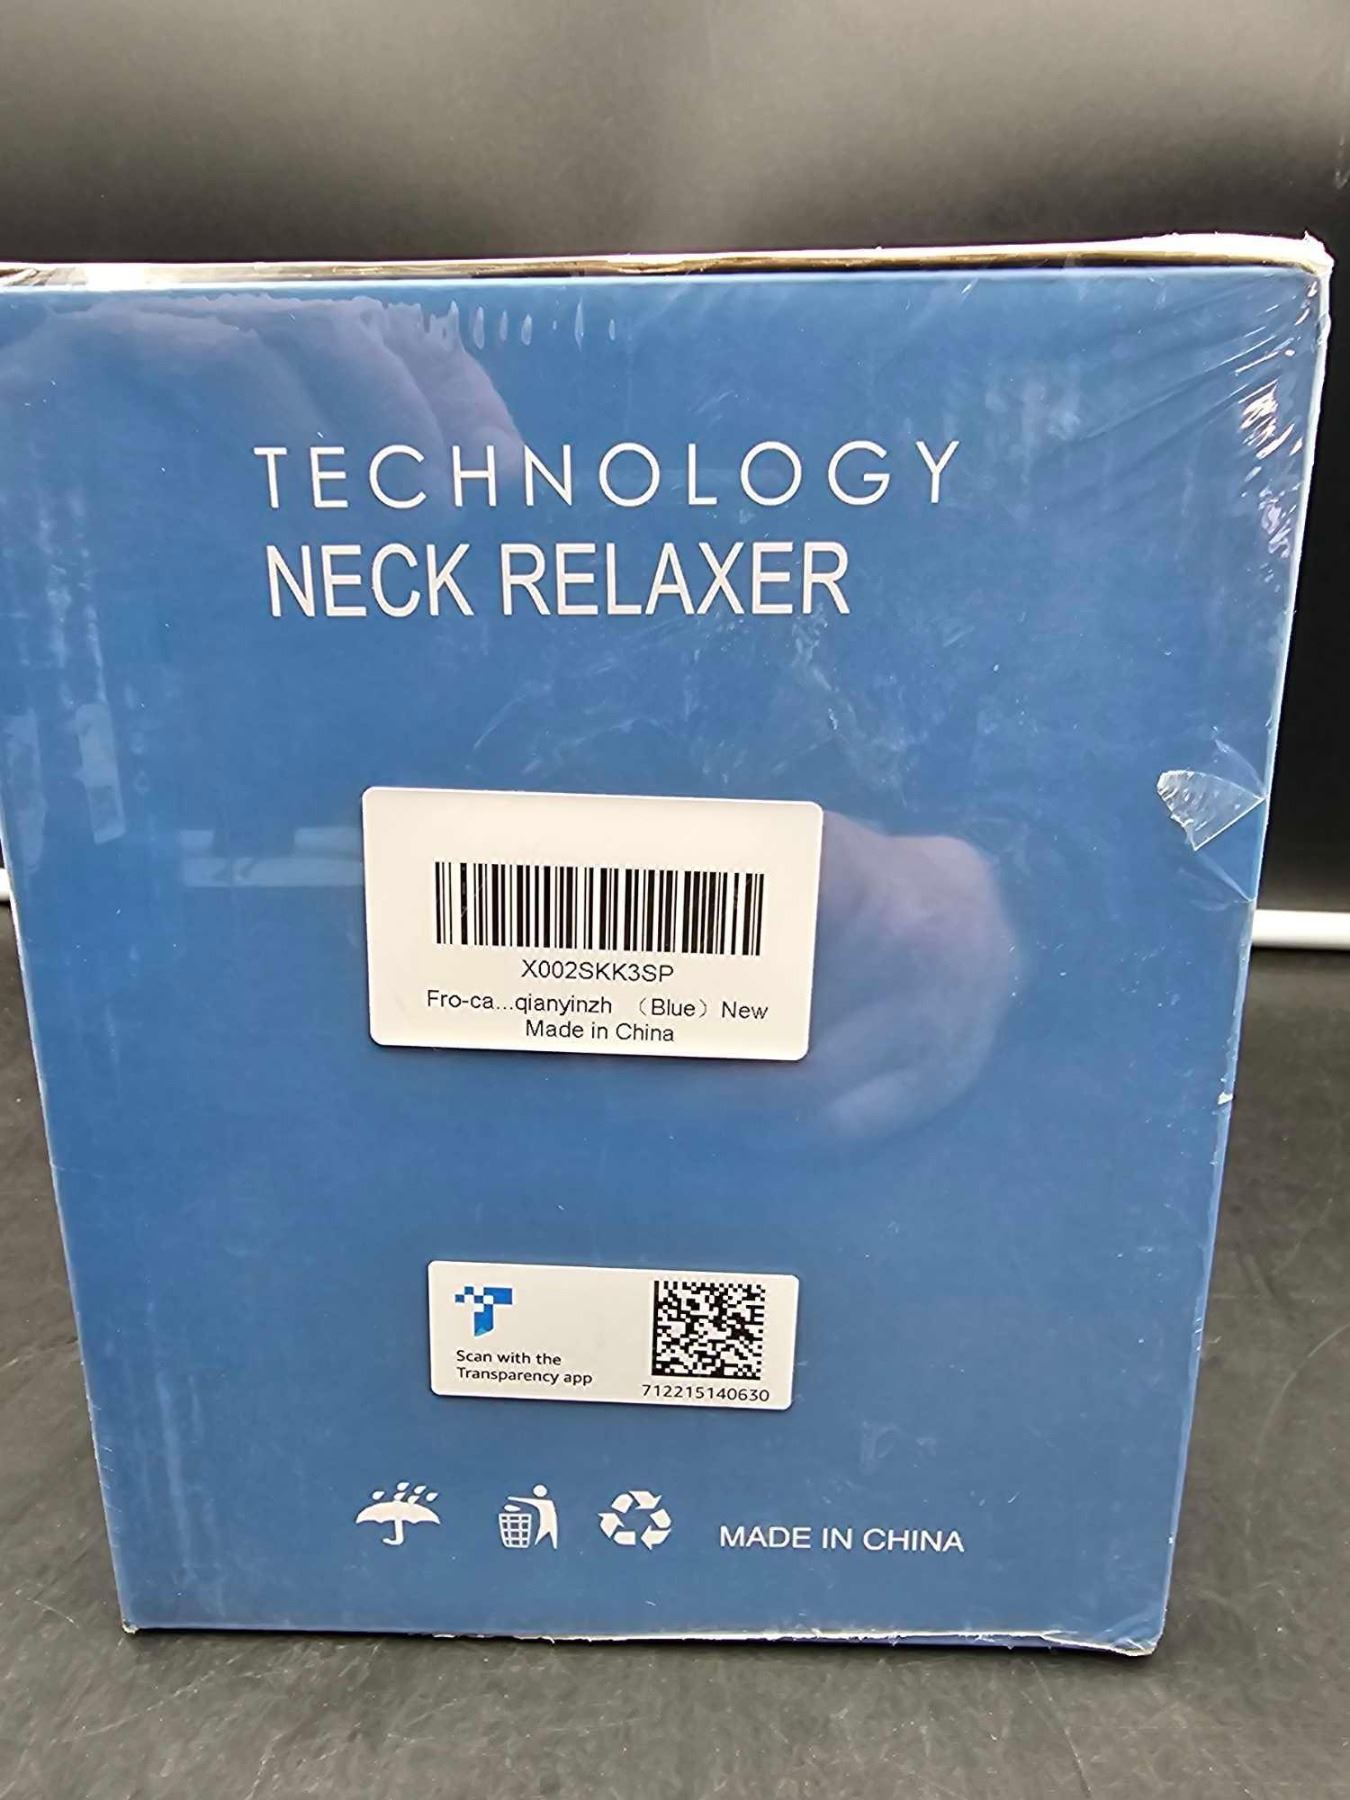 TECHNOLOGY
NECK RELAXER
X002SKK3SP
Fro-ca...qianyinzh （Blue）New
Made in China
Scan with the
Transparency app
712215140630
MADE IN CHINA